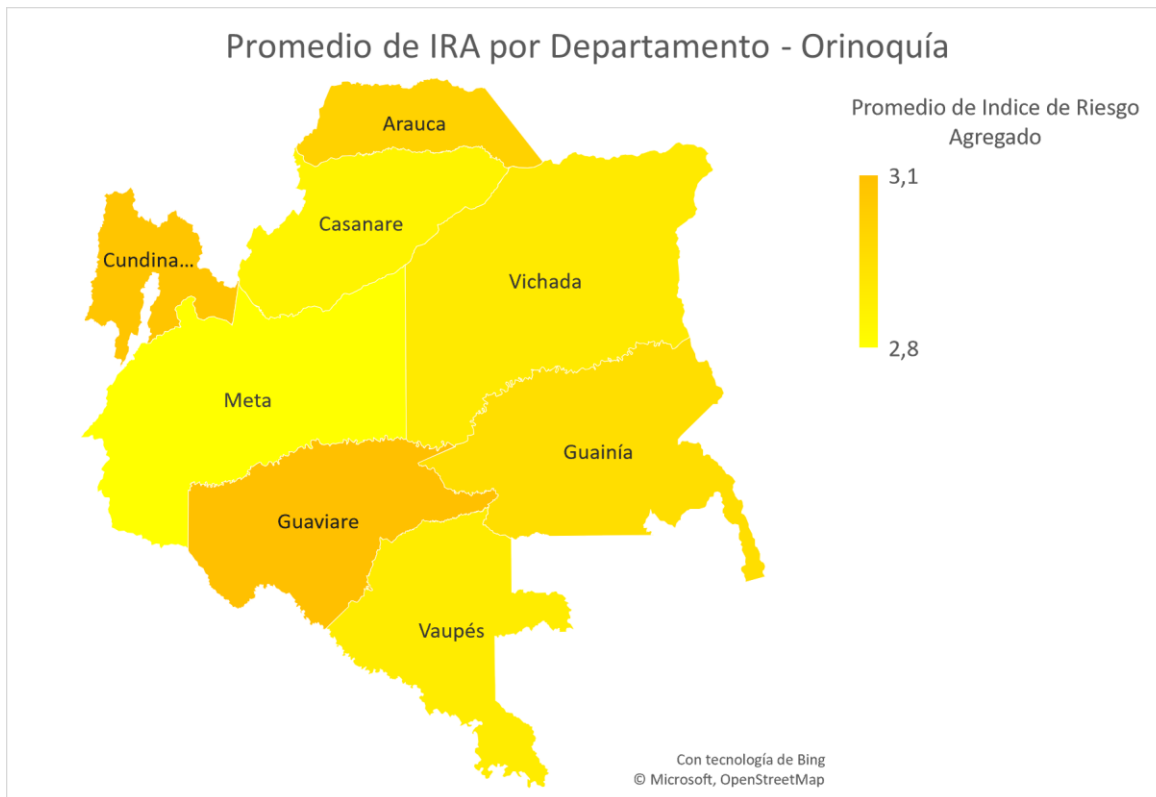 Promedio de IRA por Departamento - Orinoquía
Promedio de Indice de Riesgo
Agregado
3,1
2,8
Arauca
Casanare
Cundina...
Vichada
Meta
Guainía
Guaviare
Vaupés
Con tecnología de Bing
© Microsoft, OpenStreetMap